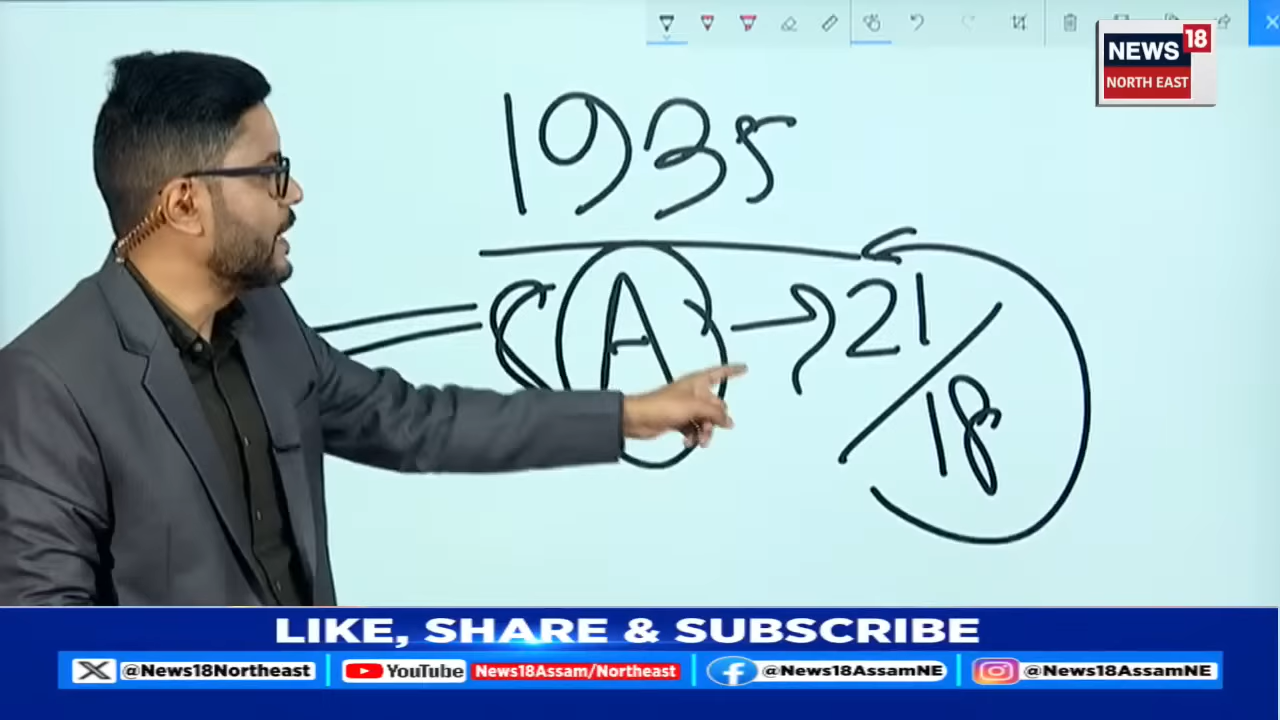 NEWS 18
NORTH EAST
1935
A
21
18
LIKE, SHARE & SUBSCRIBE
@News18Northeast YouTube News18Assam/Northeast @News18AssamNE @News18AssamNE